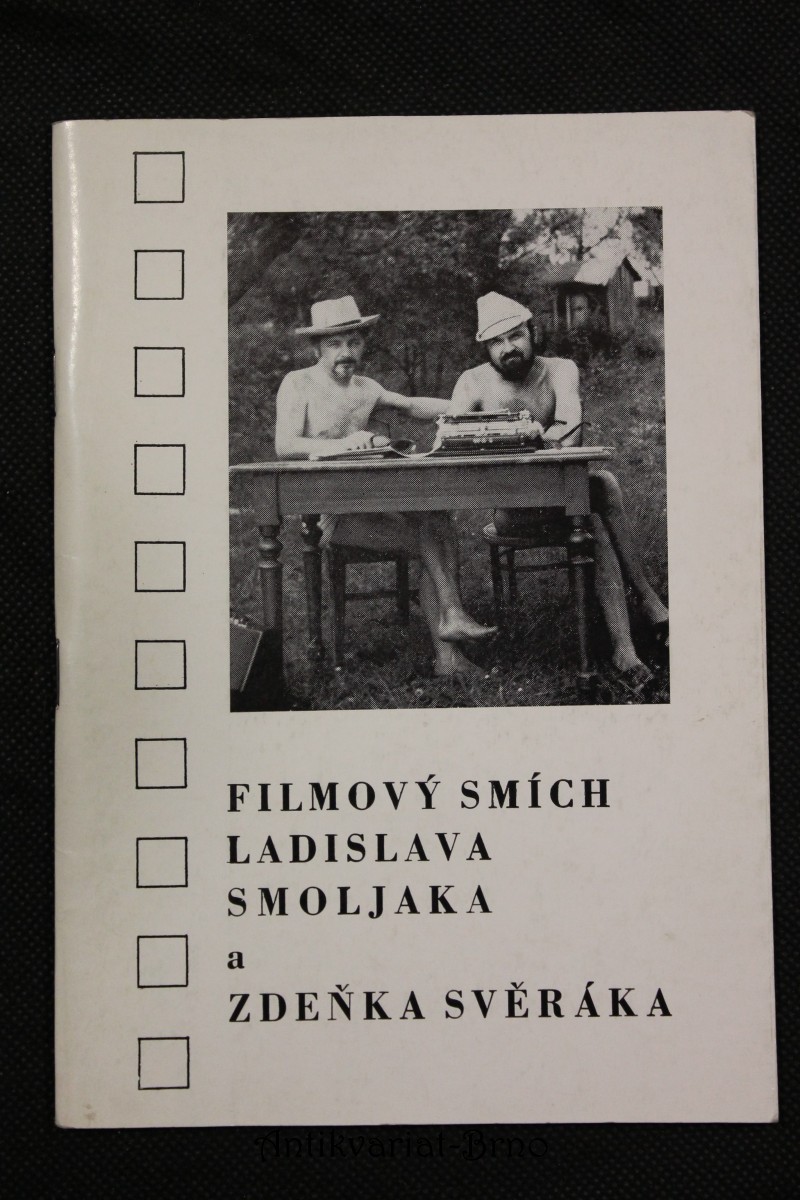 FILMOVÝ SMÍCH
LADISLAVA
SMOLJAKA
a
ZDEŇKA SVĚRÁKA
Antikvariat-Brno